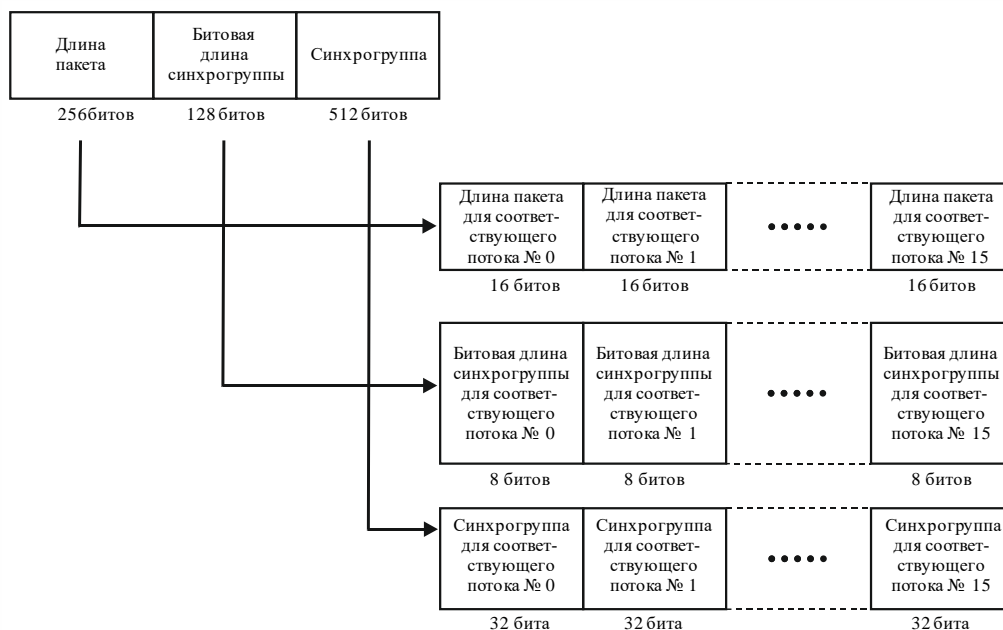 Длина
пакета
Битовая
длина
синхрогруппы
Синхрогруппа
256битов
128 битов
512 битов
Длина пакета
для соответ-
ствующего
потока № 0
Длина пакета
для соответ-
ствующего
потока № 1
Длина пакета
для соответ-
ствующего
потока № 15
16 битов
16 битов
16 битов
Битовая длина
синхрогруппы
для соответ-
ствующего
потока № 0
Битовая длина
синхрогруппы
для соответ-
ствующего
потока № 1
Битовая длина
синхрогруппы
для соответ-
ствующего
потока № 15
8 битов
8 битов
8 битов
Синхрогруппа
для соответ-
ствующего
потока № 0
Синхрогруппа
для соответ-
ствующего
потока № 1
Синхрогруппа
для соответ-
ствующего
потока № 15
32 бита
32 бита
32 бита